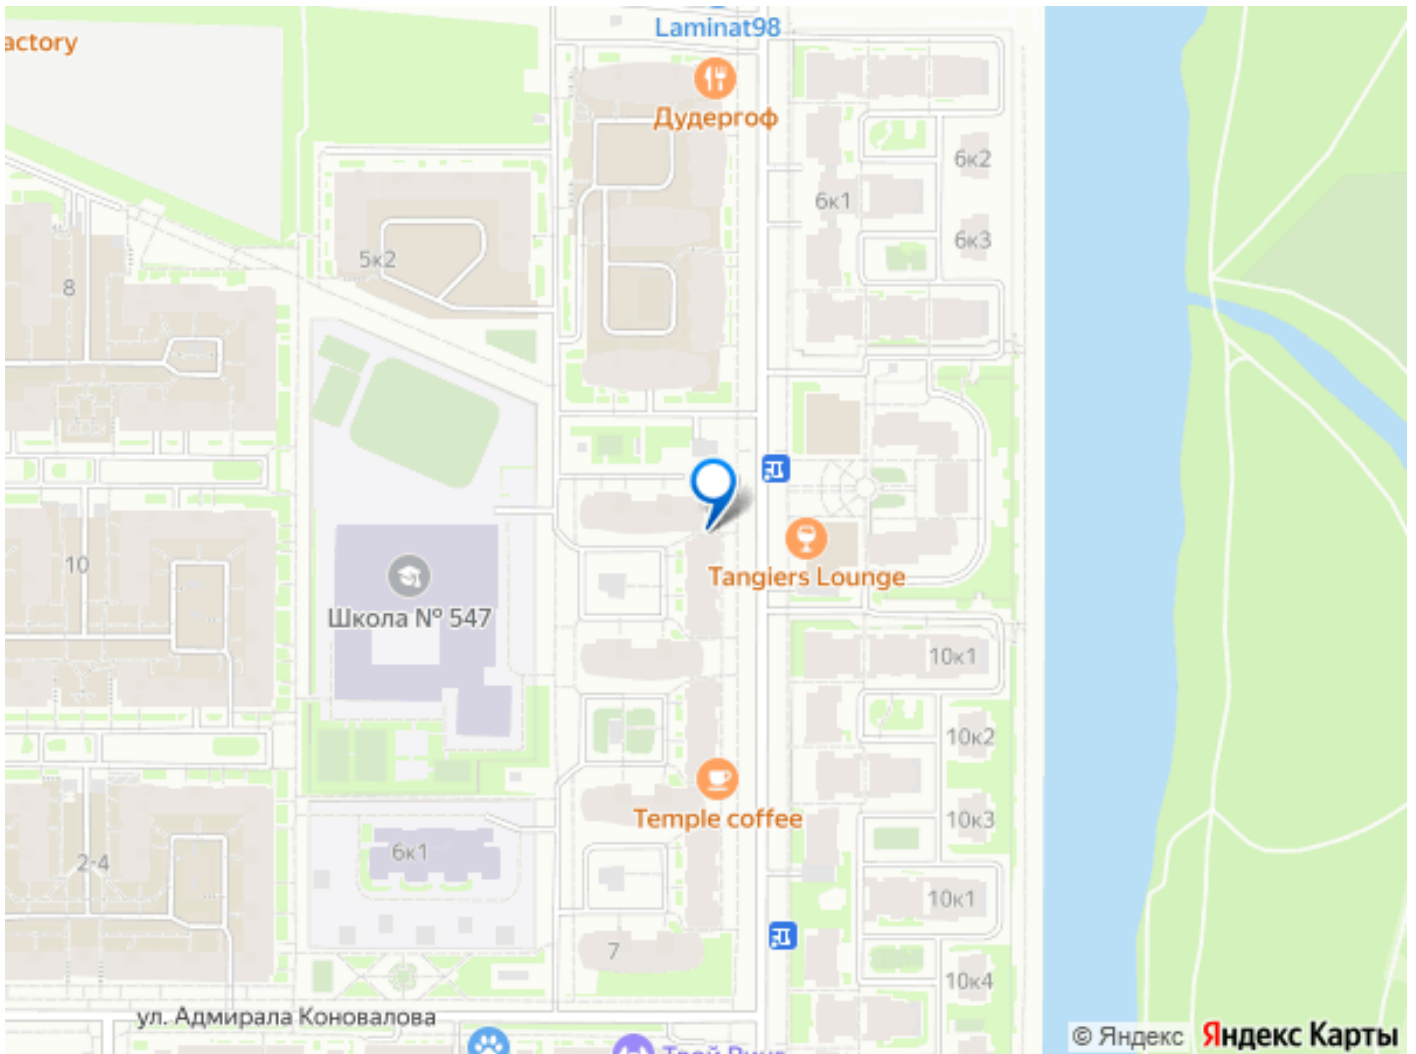 Laminat98
actory
Дудергоф
6к2
6к1
6к3
5к2
8
10
Школа № 547
Tangiers Lounge
10к1
10к2
Temple coffee
10к3
6к1
2-4
10к1
7
10к4
ул. Адмирала Коновалова
© Яндекс Яндекс Карты